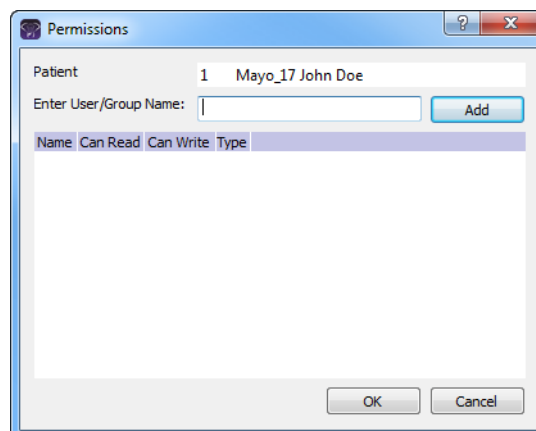 Permissions
Patient 1 Mayo_17 John Doe
Enter User/Group Name: Add
Name Can Read Can Write Type
OK Cancel